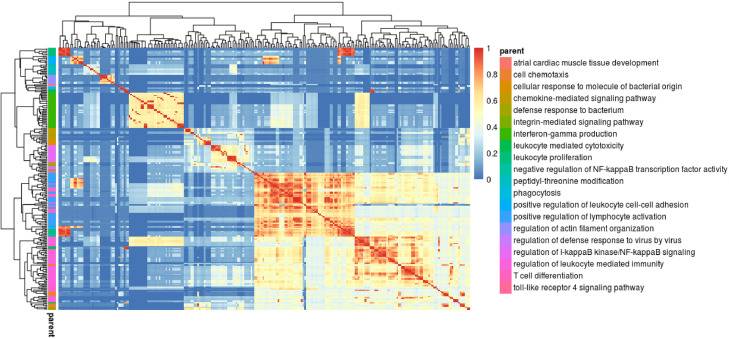 1
0.8
0.6
0.4
0.2
0
parent
atrial cardiac muscle tissue development
cell chemotaxis
cellular response to molecule of bacterial origin
chemokine-mediated signaling pathway
defense response to bacterium
integrin-mediated signaling pathway
interferon-gamma production
leukocyte mediated cytotoxicity
leukocyte proliferation
negative regulation of NF-kappaB transcription factor activity
peptidyl-threonine modification
phagocytosis
positive regulation of leukocyte cell-cell adhesion
positive regulation of lymphocyte activation
regulation of actin filament organization
regulation of defense response to virus by virus
regulation of I-kappaB kinase/NF-kappaB signaling
regulation of leukocyte mediated immunity
T cell differentiation
toll-like receptor 4 signaling pathway
parent